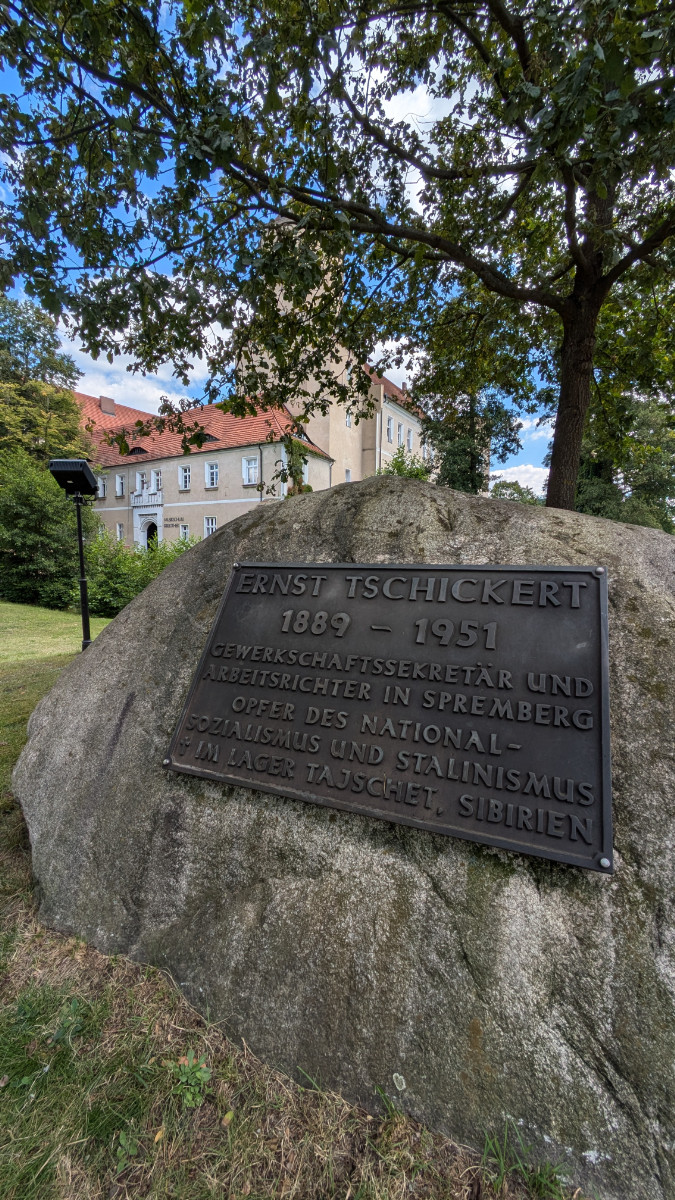 ERNST TSCHICKERT
1889 – 1951
GEWERKSCHAFTSSEKRETÄR UND
ARBEITSRICHTER IN SPREMBERG
OPFER DES NATIONAL-
SOZIALISMUS UND STALINISMUS
† IM LAGER TAJSCHET, SIBIRIEN